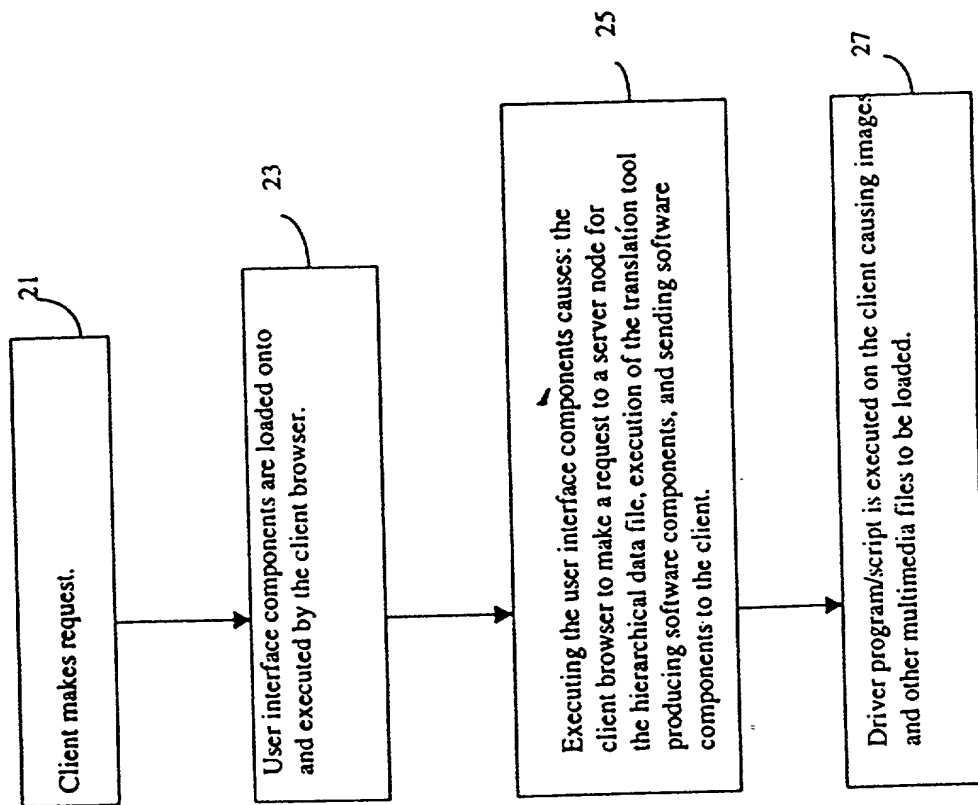 21
Client makes request.
23
User interface components are loaded onto
and executed by the client browser.
25
Executing the user interface components causes: the
client browser to make a request to a server node for
the hierarchical data file, execution of the translation tool
producing software components, and sending software
components to the client.
27
Driver program/script is executed on the client causing images
and other multimedia files to be loaded.